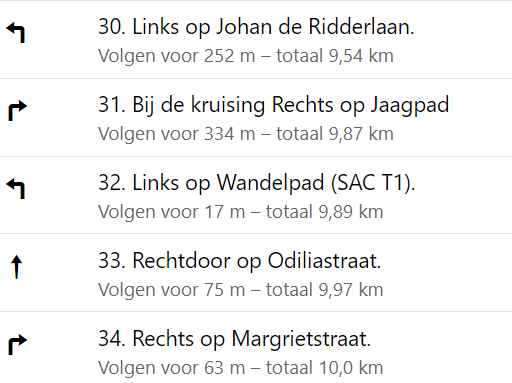 30. Links op Johan de Ridderlaan.
Volgen voor 252 m – totaal 9,54 km
31. Bij de kruising Rechts op Jaagpad
Volgen voor 334 m – totaal 9,87 km
32. Links op Wandelpad (SAC T1).
Volgen voor 17 m – totaal 9,89 km
33. Rechtdoor op Odiliastraat.
Volgen voor 75 m – totaal 9,97 km
34. Rechts op Margrietstraat.
Volgen voor 63 m – totaal 10,0 km